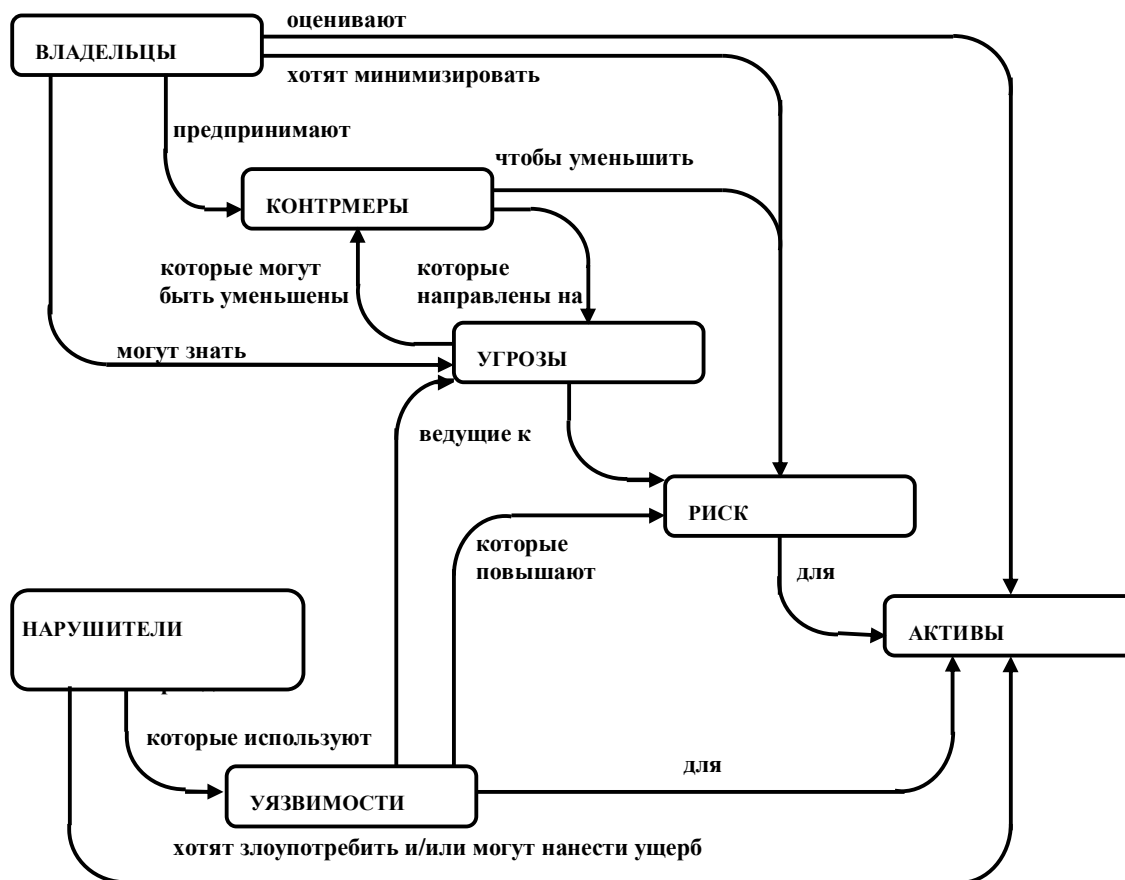 оценивают
ВЛАДЕЛЬЦЫ
хотят минимизировать
предпринимают
чтобы уменьшить
КОНТРМЕРЫ
которые могут
быть уменьшены
которые
направлены на
могут знать
УГРОЗЫ
ведущие к
РИСК
которые
повышают
для
НАРУШИТЕЛИ
АКТИВЫ
которые используют
для
УЯЗВИМОСТИ
хотят злоупотребить и/или могут нанести ущерб